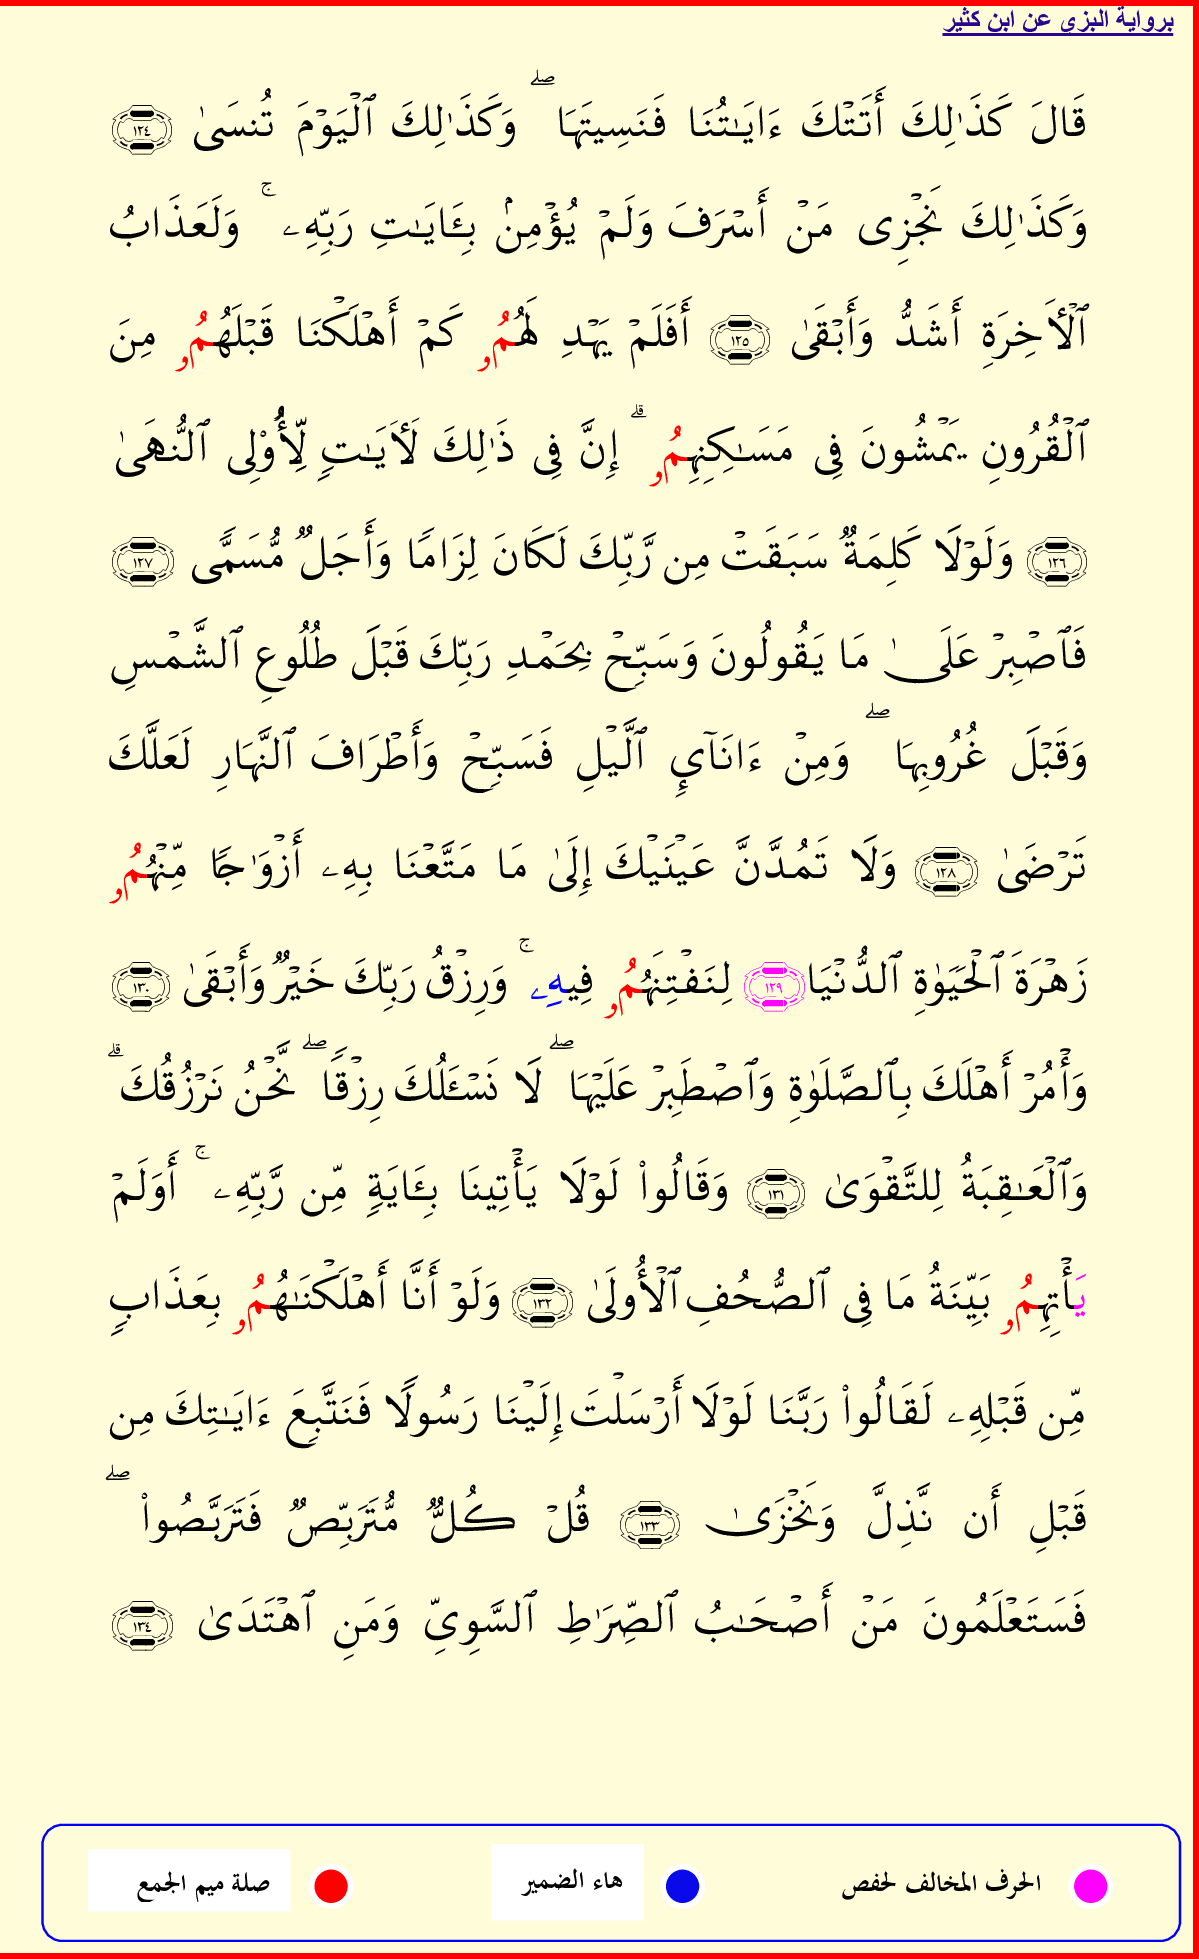 برواية البزي عن ابن كثير
قَالَ كَذَٰلِكَ أَتَتۡكَ ءَايَٰتُنَا فَنَسِيتَهَاۖ وَكَذَٰلِكَ ٱلۡيَوۡمَ تُنسَىٰ ١٢٤
وَكَذَٰلِكَ نَجۡزِي مَنۡ أَسۡرَفَ وَلَمۡ يُؤۡمِنۢ بِـَٔايَٰتِ رَبِّهِۦۚ وَلَعَذَابُ
ٱلۡأَخِرَةِ أَشَدُّ وَأَبۡقَىٰ ١٢٥ أَفَلَمۡ يَهۡدِ لَهُمُۥ كَمۡ أَهۡلَكۡنَا قَبۡلَهُمُۥ مِنَ
ٱلۡقُرُونِ يَمۡشُونَ فِي مَسَٰكِنِهِمُۥۗ إِنَّ فِي ذَٰلِكَ لَأَيَٰتٖ لِّأُوْلِي ٱلنُّهَىٰ
١٢٦ وَلَوۡلَا كَلِمَةٞ سَبَقَتۡ مِن رَّبِّكَ لَكَانَ لِزَامٗا وَأَجَلٞ مُّسَمّٗى ١٢٧
فَٱصۡبِرۡ عَلَىٰ مَا يَقُولُونَ وَسَبِّحۡ بِحَمۡدِ رَبِّكَ قَبۡلَ طُلُوعِ ٱلشَّمۡسِ
وَقَبۡلَ غُرُوبِهَاۖ وَمِنۡ ءَانَآيِٕ ٱلَّيۡلِ فَسَبِّحۡ وَأَطۡرَافَ ٱلنَّهَارِ لَعَلَّكَ
تَرۡضَىٰ ١٢٨ وَلَا تَمُدَّنَّ عَيۡنَيۡكَ إِلَىٰ مَا مَتَّعۡنَا بِهِۦ أَزۡوَٰجٗا مِّنۡهُمُۥ
زَهۡرَةَ ٱلۡحَيَوٰةِ ٱلدُّنۡيَا ١٢٩ لِنَفۡتِنَهُمُۥ فِيهِۦۚ وَرِزۡقُ رَبِّكَ خَيۡرٞ وَأَبۡقَىٰ ١٣٠
وَأۡمُرۡ أَهۡلَكَ بِٱلصَّلَوٰةِ وَٱصۡطَبِرۡ عَلَيۡهَاۖ لَا نَسۡـَٔلُكَ رِزۡقٗاۖ نَّحۡنُ نَرۡزُقُكَۗ
وَٱلۡعَٰقِبَةُ لِلتَّقۡوَىٰ ١٣١ وَقَالُواْ لَوۡلَا يَأۡتِينَا بِـَٔايَةٖ مِّن رَّبِّهِۦۚ أَوَلَمۡ
يَأۡتِهِمُۥ بَيِّنَةُ مَا فِي ٱلصُّحُفِ ٱلۡأُولَىٰ ١٣٢ وَلَوۡ أَنَّا أَهۡلَكۡنَٰهُمُۥ بِعَذَابٖ
مِّن قَبۡلِهِۦ لَقَالُواْ رَبَّنَا لَوۡلَا أَرۡسَلۡتَ إِلَيۡنَا رَسُولٗا فَنَتَّبِعَ ءَايَٰتِكَ مِن
قَبۡلِ أَن نَّذِلَّ وَنَخۡزَىٰ ١٣٣ قُلۡ كُلّٞ مُّتَرَبِّصٞ فَتَرَبَّصُواْۖ
فَسَتَعۡلَمُونَ مَنۡ أَصۡحَٰبُ ٱلصِّرَٰطِ ٱلسَّوِيِّ وَمَنِ ٱهۡتَدَىٰ ١٣٤
الحرف المخالف لحفص هاء الضمير صلة ميم الجمع